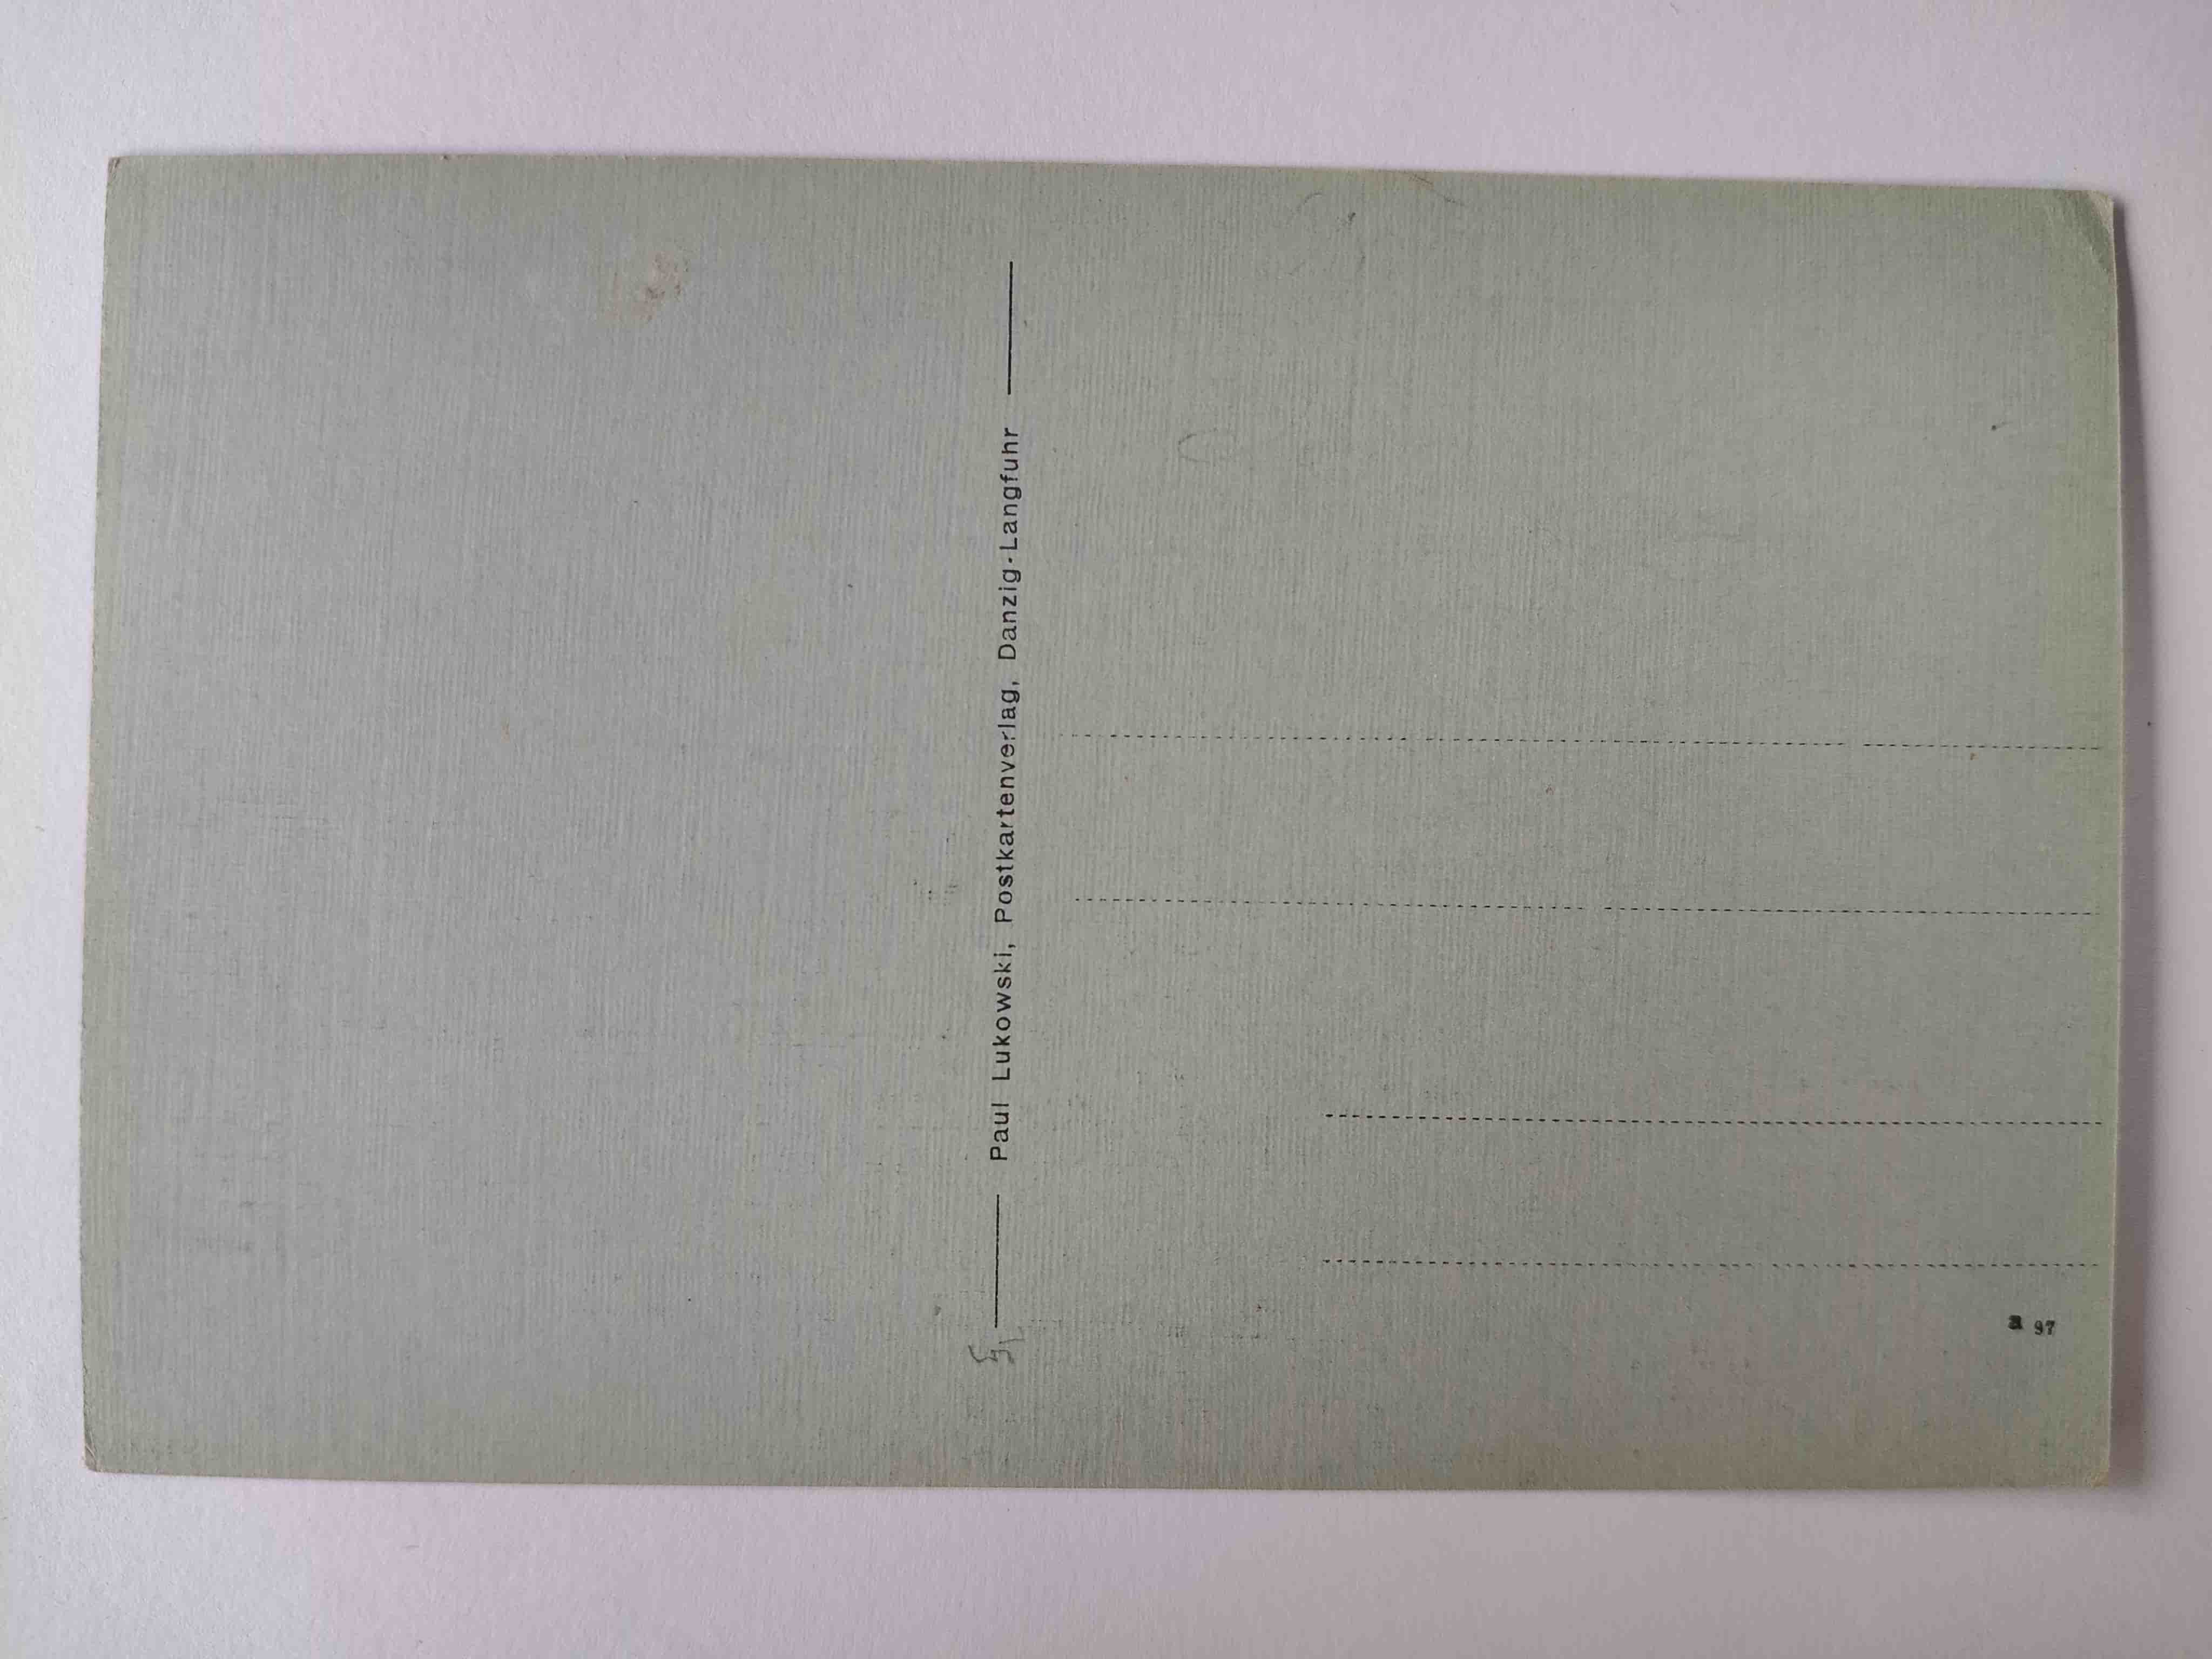 Paul Lukowski, Postkartenverlag, Danzig-Langfuhr
a 97